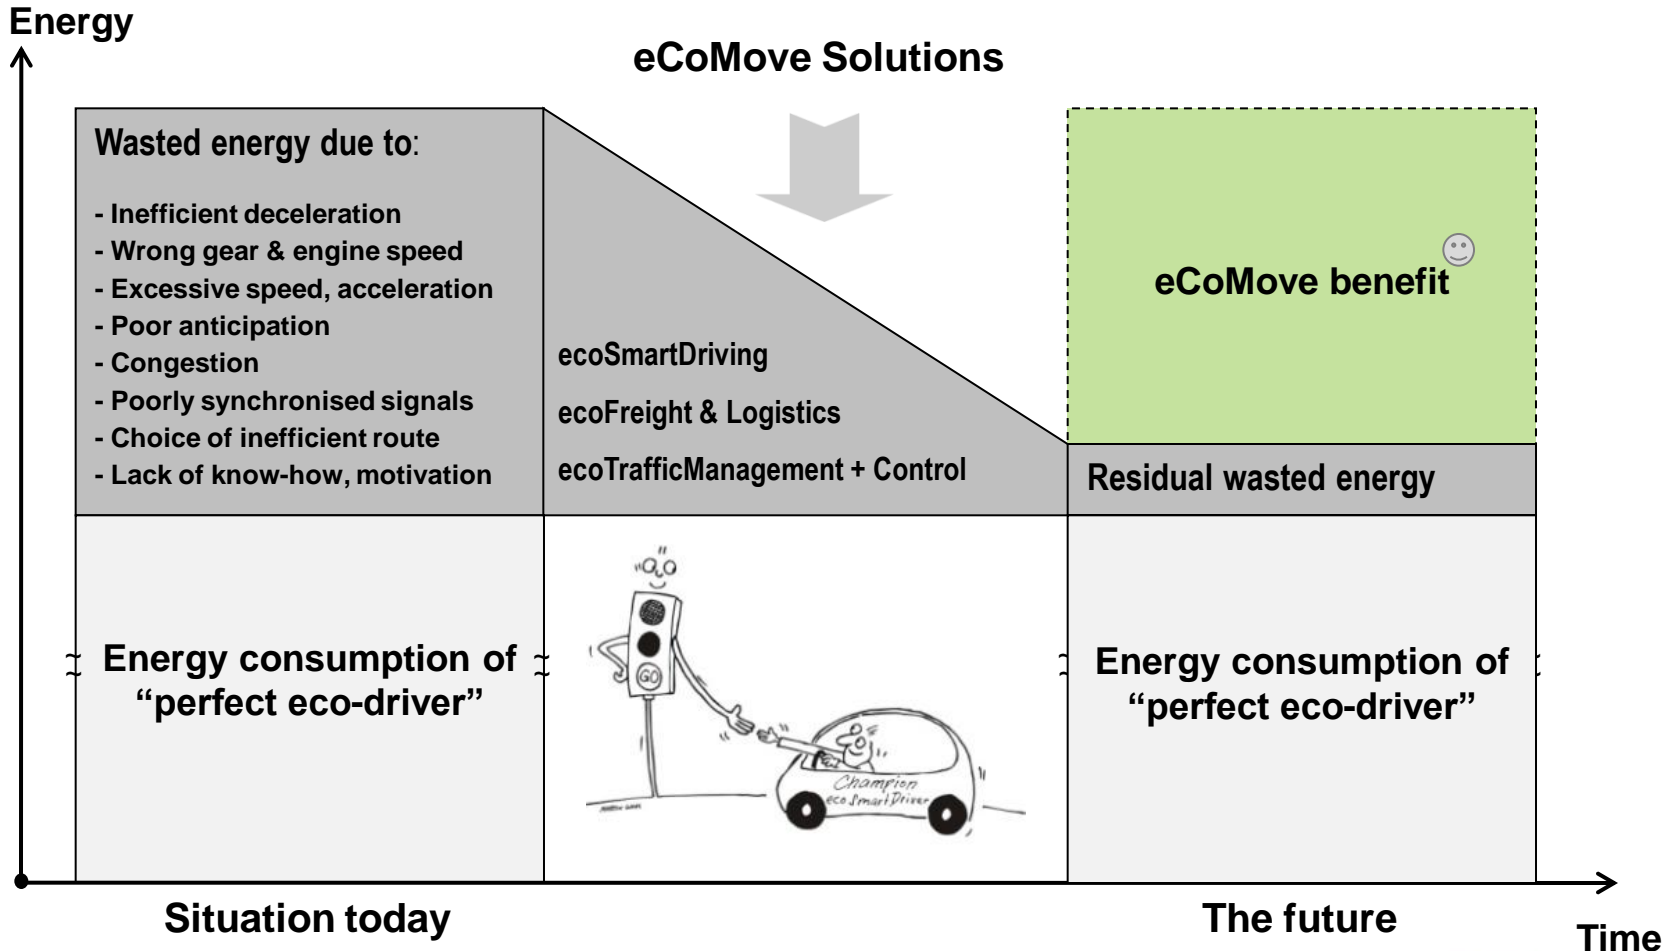 Energy
eCoMove Solutions
Wasted energy due to:
- Inefficient deceleration
- Wrong gear & engine speed
- Excessive speed, acceleration
- Poor anticipation
- Congestion
- Poorly synchronised signals
- Choice of inefficient route
- Lack of know-how, motivation
ecoSmartDriving
ecoFreight & Logistics
ecoTrafficManagement + Control
eCoMove benefit
Residual wasted energy
Energy consumption of
“perfect eco-driver”
GO
Champion
ecoSmartDriver
Energy consumption of
“perfect eco-driver”
Situation today
The future
Time